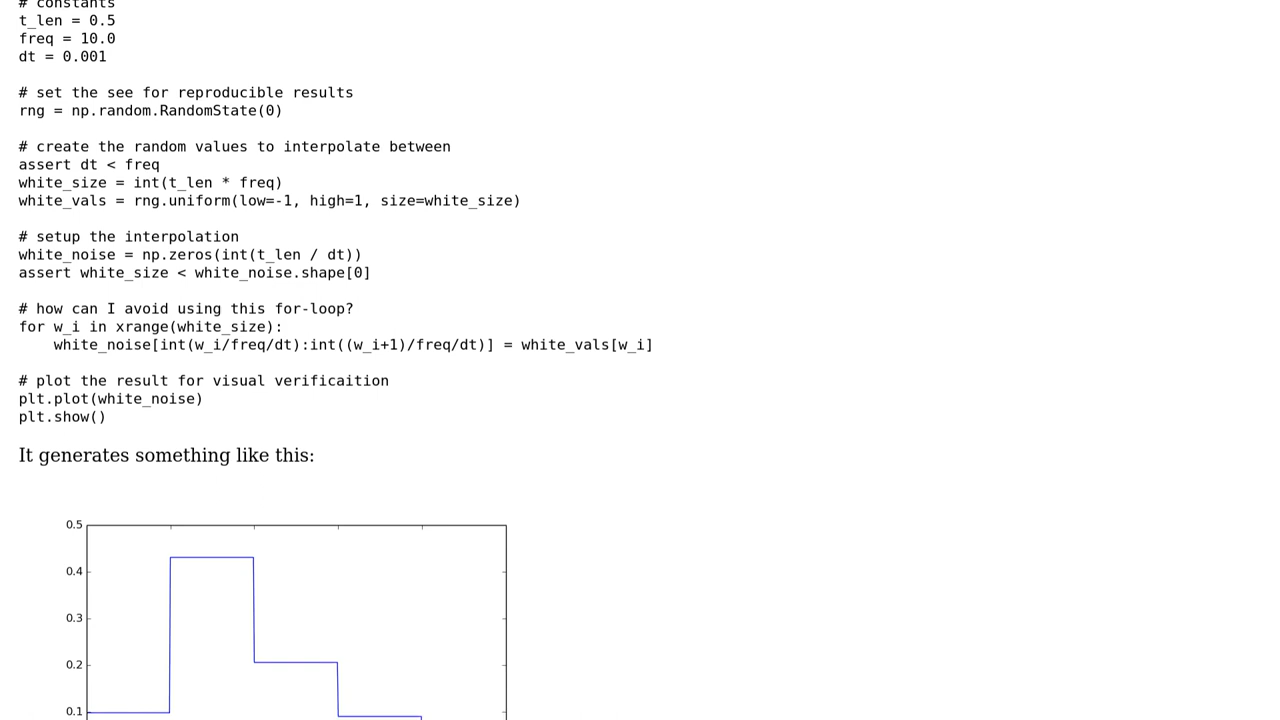 # constants
t_len = 0.5
freq = 10.0
dt = 0.001
# set the see for reproducible results
rng = np.random.RandomState(0)
# create the random values to interpolate between
assert dt < freq
white_size = int(t_len * freq)
white_vals = rng.uniform(low=-1, high=1, size=white_size)
# setup the interpolation
white_noise = np.zeros(int(t_len / dt))
assert white_size < white_noise.shape[0]
# how can I avoid using this for-loop?
for w_i in xrange(white_size):
    white_noise[int(w_i/freq/dt):int((w_i+1)/freq/dt)] = white_vals[w_i]
# plot the result for visual verificaition
plt.plot(white_noise)
plt.show()
It generates something like this:
0.5
0.4
0.3
0.2
0.1